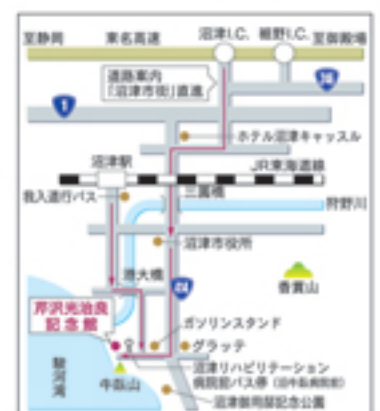 至静岡 東名高速 沼津I.C. 裾野I.C. 至御殿場
道路案内
「沼津市街」直進
1
ホテル沼津キャッスル
沼津駅
JR東海道線
我入道行バス
三園橋
狩野川
沼津市役所
港大橋
香貫山
芹沢光治良
記念館
ガソリンスタンド
グラッテ
沼津リハビリテーション
病院前バス停
牛臥山
駿河湾
沼津御用邸記念公園